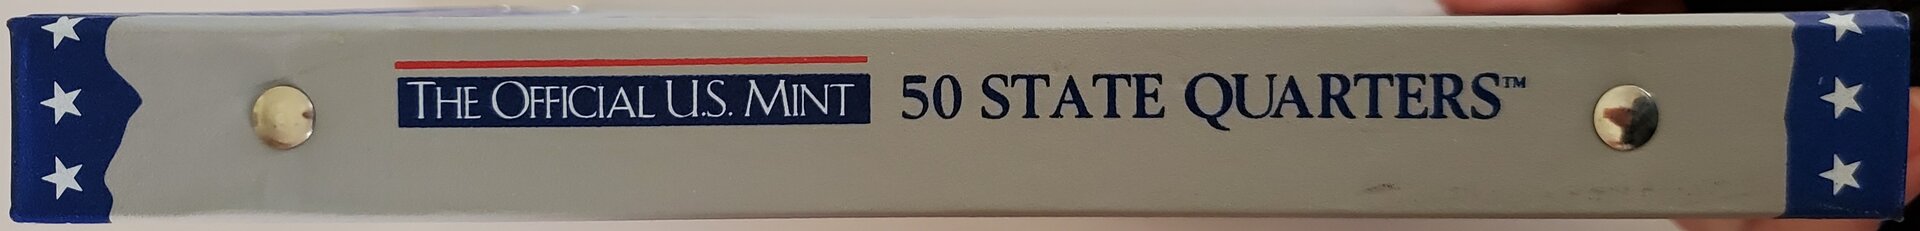 THE OFFICIAL U.S. MINT 50 STATE QUARTERS™